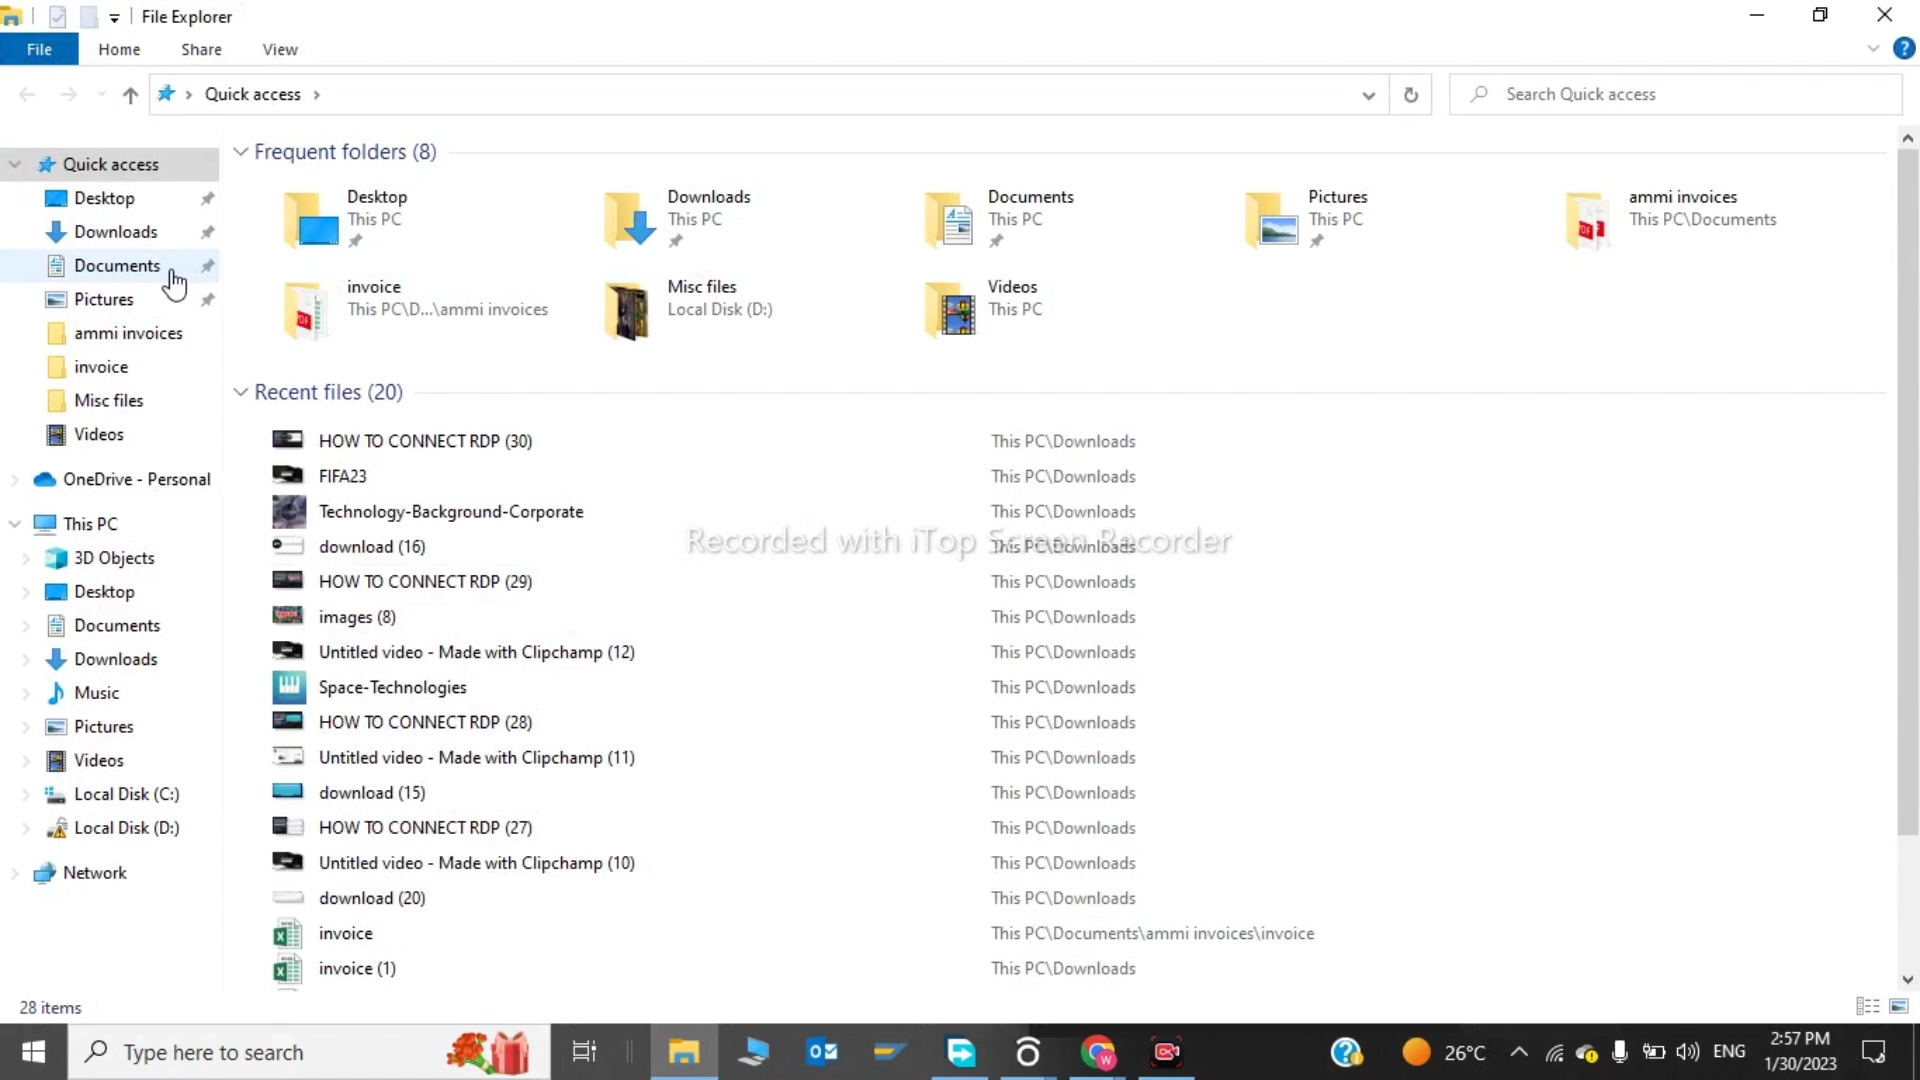 File Explorer
File Home Share View
Quick access
Search Quick access
Quick access
Desktop
Downloads
Documents
Pictures
ammi invoices
invoice
Misc files
Videos
OneDrive - Personal
This PC
3D Objects
Desktop
Documents
Downloads
Music
Pictures
Videos
Local Disk (C:)
Local Disk (D:)
Network
Frequent folders (8)
Desktop
This PC
Downloads
This PC
Documents
This PC
Pictures
This PC
ammi invoices
This PC\Documents
invoice
This PC\D...\ammi invoices
Misc files
Local Disk (D:)
Videos
This PC
Recent files (20)
HOW TO CONNECT RDP (30) This PC\Downloads
FIFA23 This PC\Downloads
Technology-Background-Corporate This PC\Downloads
Recorded with iTop Screen Recorder
download (16) This PC\Downloads
HOW TO CONNECT RDP (29) This PC\Downloads
images (8) This PC\Downloads
Untitled video - Made with Clipchamp (12) This PC\Downloads
Space-Technologies This PC\Downloads
HOW TO CONNECT RDP (28) This PC\Downloads
Untitled video - Made with Clipchamp (11) This PC\Downloads
download (15) This PC\Downloads
HOW TO CONNECT RDP (27) This PC\Downloads
Untitled video - Made with Clipchamp (10) This PC\Downloads
download (20) This PC\Downloads
invoice This PC\Documents\ammi invoices\invoice
invoice (1) This PC\Downloads
28 items
Type here to search
26°C
ENG
2:57 PM
1/30/2023